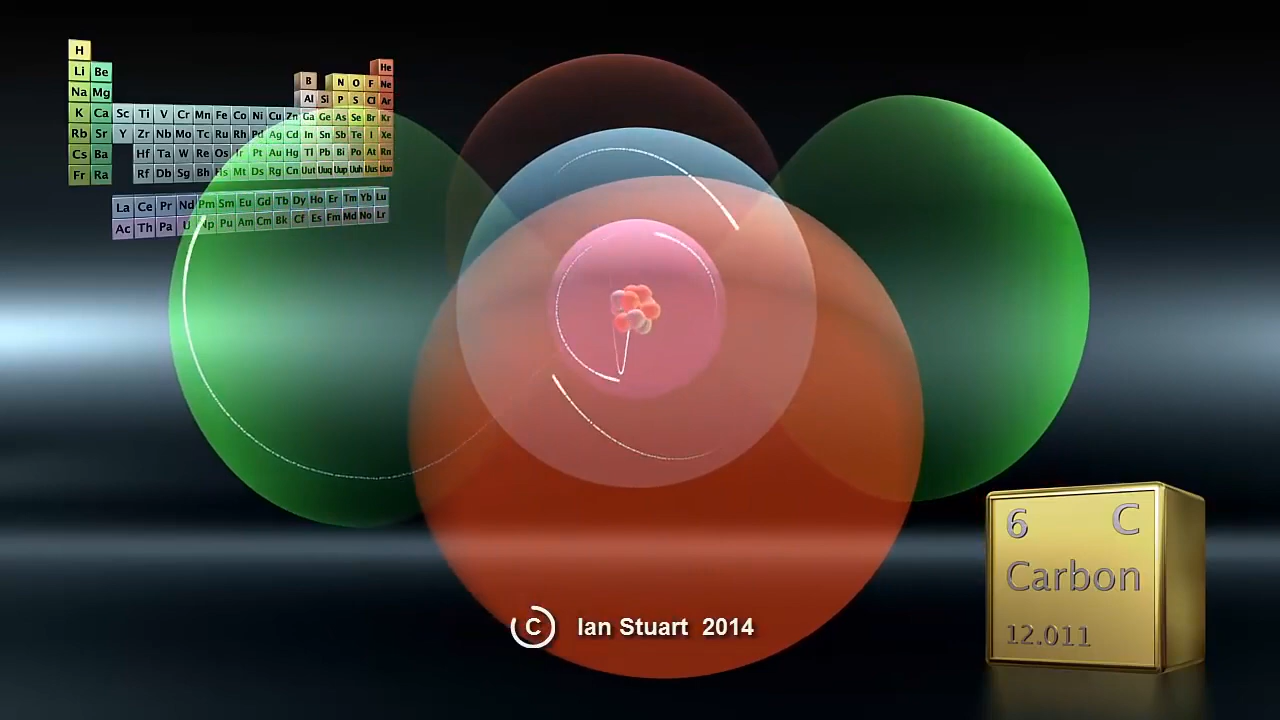 H He
Li Be B N O F Ne
Na Mg Al Si P S Cl Ar
K Ca Sc Ti V Cr Mn Fe Co Ni Cu Zn Ga Ge As Se Br Kr
Rb Sr Y Zr Nb Mo Tc Ru Rh Pd Ag Cd In Sn Sb Te I Xe
Cs Ba Hf Ta W Re Os Ir Pt Au Hg Tl Pb Bi Po At Rn
Fr Ra Rf Db Sg Bh Hs Mt Ds Rg Cn Uut Uuq Uup Uuh Uus Uuo
La Ce Pr Nd Pm Sm Eu Gd Tb Dy Ho Er Tm Yb Lu
Ac Th Pa U Np Pu Am Cm Bk Cf Es Fm Md No Lr
6 C
Carbon
12.011
© Ian Stuart 2014